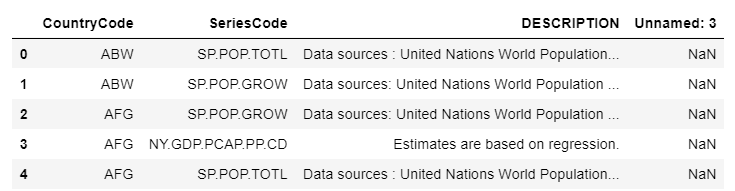 CountryCode SeriesCode DESCRIPTION Unnamed: 3
0 ABW SP.POP.TOTL Data sources : United Nations World Population... NaN
1 ABW SP.POP.GROW Data sources: United Nations World Population ... NaN
2 AFG SP.POP.GROW Data sources: United Nations World Population ... NaN
3 AFG NY.GDP.PCAP.PP.CD Estimates are based on regression. NaN
4 AFG SP.POP.TOTL Data sources : United Nations World Population... NaN